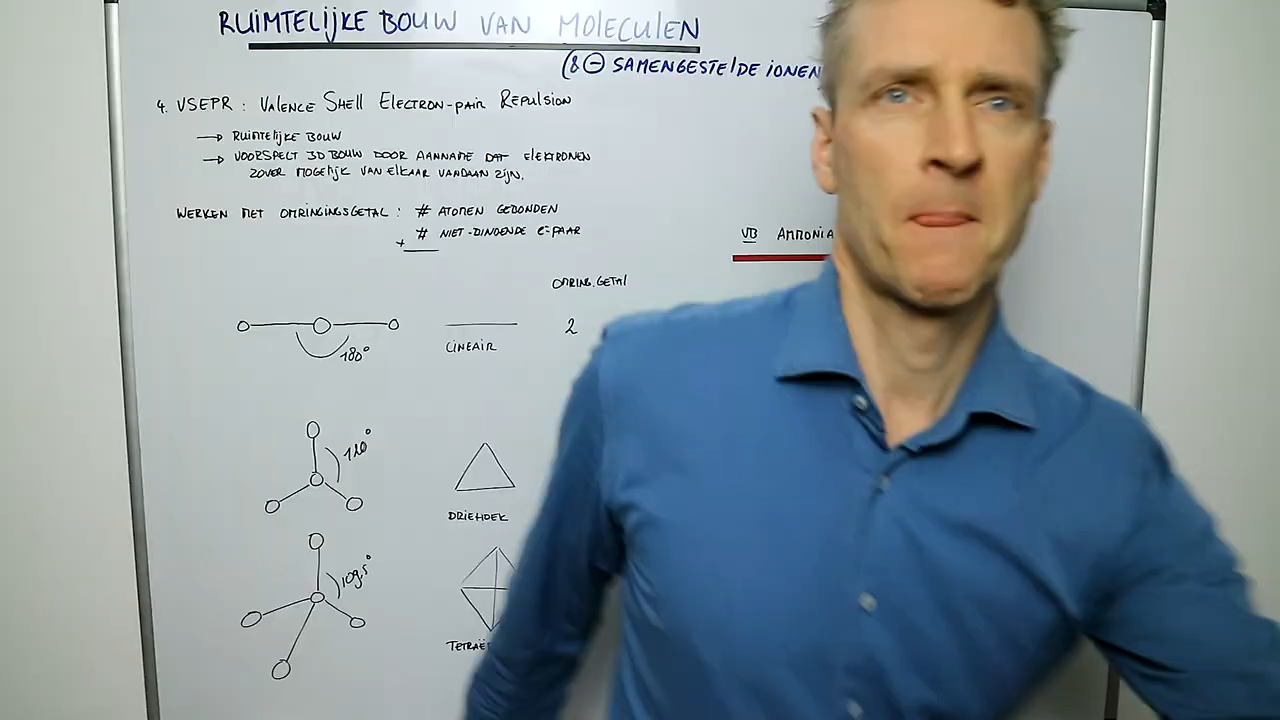 RUIMTELIJKE BOUW VAN MOLECULEN
(& ⊖ SAMENGESTELDE IONEN
4. VSEPR : VALENCE SHELL ELECTRON-PAIR REPULSION
→ RUIMTELIJKE BOUW
→ VOORSPELT 3D BOUW DOOR AANNAME DAT ELEKTRONEN
ZOVER MOGELIJK VAN ELKAAR VANDAAN ZIJN.
WERKEN MET OMRINGINGSGETAL : # ATOMEN GEBONDEN
+ # NIET-BINDENDE e⁻PAAR
VB AMMONIA
OMRING.GETAL
180°
LINEAIR
2
120°
DRIEHOEK
109,5°